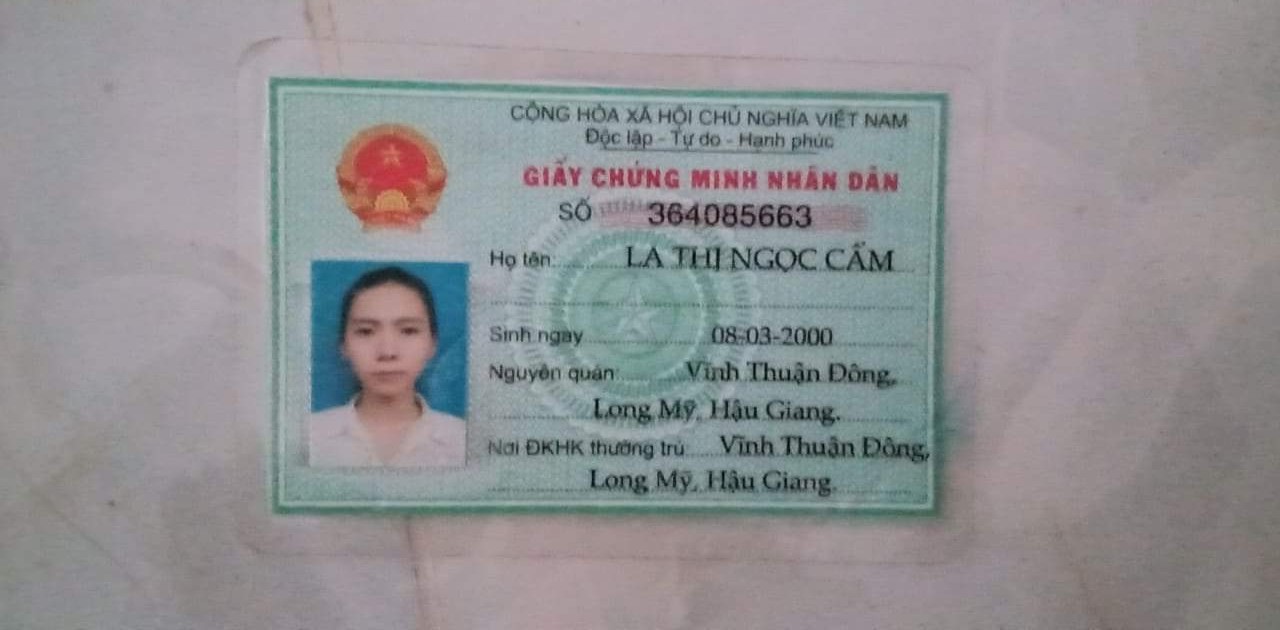 CỘNG HÒA XÃ HỘI CHỦ NGHĨA VIỆT NAM
Độc lập - Tự do - Hạnh phúc
GIẤY CHỨNG MINH NHÂN DÂN
SỐ 364085663
Họ tên: LA THỊ NGỌC CẨM
Sinh ngày 08-03-2000
Nguyên quán: Vĩnh Thuận Đông,
Long Mỹ, Hậu Giang.
Nơi ĐKHK thường trú: Vĩnh Thuận Đông,
Long Mỹ, Hậu Giang.